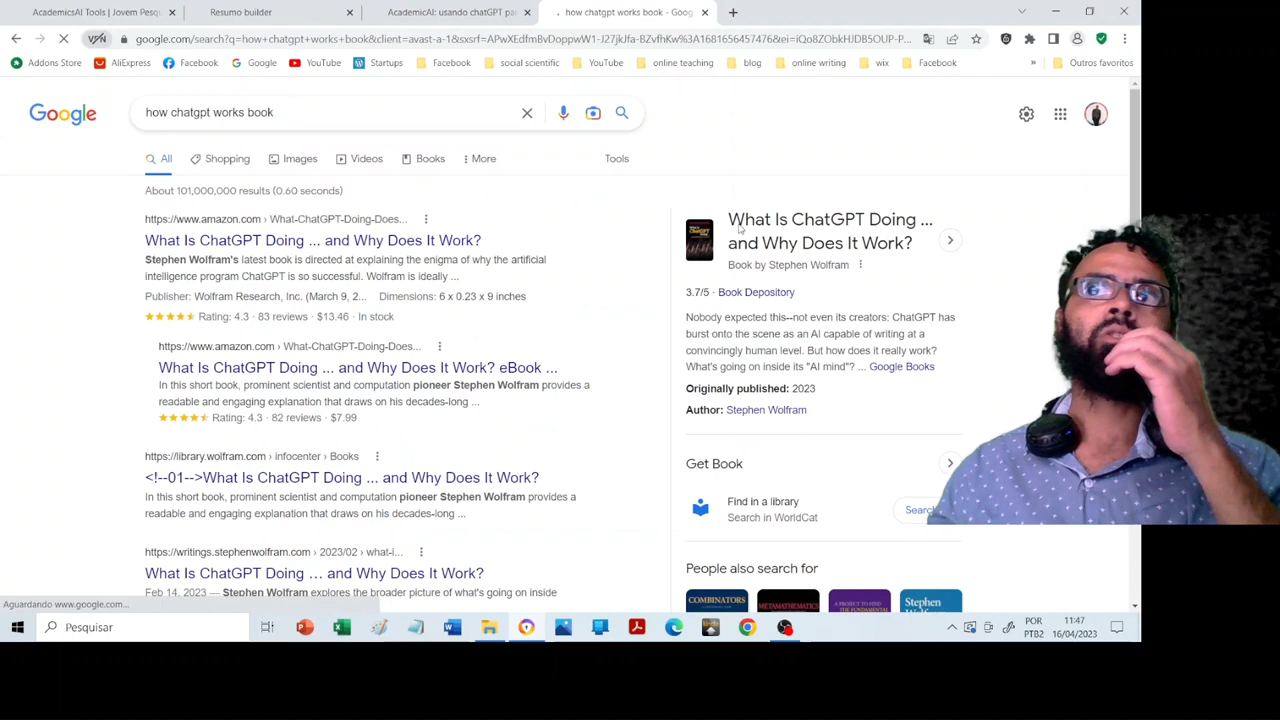 AcademicsAI Tools | Jovem Pesqu
Resumo builder
AcademicAI: usando chatGPT pa
how chatgpt works book - Goog
google.com/search?q=how+chatgpt+works+book&client=avast-a-1&sxsrf=APwXEdfmBvDoppwW1-J27jkJfa-BZvfhKw%3A1681656457476&ei=iQo8ZObkHJDB5OUP-P...
Addons Store
AliExpress
Facebook
Google
YouTube
Startups
Facebook
social scientific
YouTube
online teaching
blog
online writing
wix
Facebook
»
Outros favoritos
Google
how chatgpt works book
All
Shopping
Images
Videos
Books
More
Tools
About 101,000,000 results (0.60 seconds)
https://www.amazon.com › What-ChatGPT-Doing-Does...
What Is ChatGPT Doing ... and Why Does It Work?
Stephen Wolfram's latest book is directed at explaining the enigma of why the artificial
intelligence program ChatGPT is so successful. Wolfram is ideally ...
Publisher: Wolfram Research, Inc. (March 9, 2... Dimensions: 6 x 0.23 x 9 inches
Rating: 4.3 · 83 reviews · $13.46 · In stock
https://www.amazon.com › What-ChatGPT-Doing-Does...
What Is ChatGPT Doing ... and Why Does It Work? eBook ...
In this short book, prominent scientist and computation pioneer Stephen Wolfram provides a
readable and engaging explanation that draws on his decades-long ...
Rating: 4.3 · 82 reviews · $7.99
https://library.wolfram.com › infocenter › Books
<!--01-->What Is ChatGPT Doing ... and Why Does It Work?
In this short book, prominent scientist and computation pioneer Stephen Wolfram provides a
readable and engaging explanation that draws on his decades-long ...
https://writings.stephenwolfram.com › 2023/02 › what-i...
What Is ChatGPT Doing … and Why Does It Work?
Feb 14, 2023 — Stephen Wolfram explores the broader picture of what's going on inside
What Is ChatGPT Doing ...
and Why Does It Work?
Book by Stephen Wolfram
3.7/5 · Book Depository
Nobody expected this--not even its creators: ChatGPT has
burst onto the scene as an AI capable of writing at a
convincingly human level. But how does it really work?
What's going on inside its "AI mind"? ... Google Books
Originally published: 2023
Author: Stephen Wolfram
Get Book
Find in a library
Search in WorldCat
Search
People also search for
COMBINATORS
METAMATHEMATICS
A PROJECT TO FIND
THE FUNDAMENTAL
Stephen
Aguardando www.google.com...
Pesquisar
POR
PTB2
11:47
16/04/2023